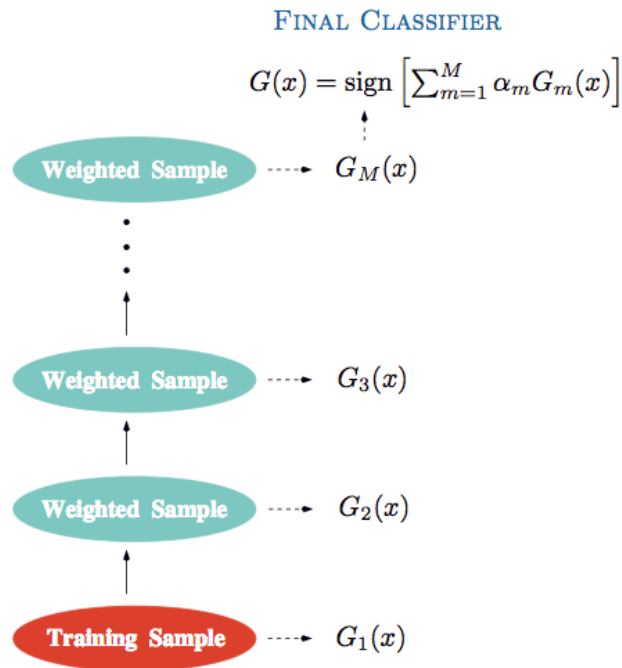 FINAL CLASSIFIER
G(x) = sign [∑_{m=1}^{M} α_m G_m(x)]
Weighted Sample G_M(x)
Weighted Sample G_3(x)
Weighted Sample G_2(x)
Training Sample G_1(x)